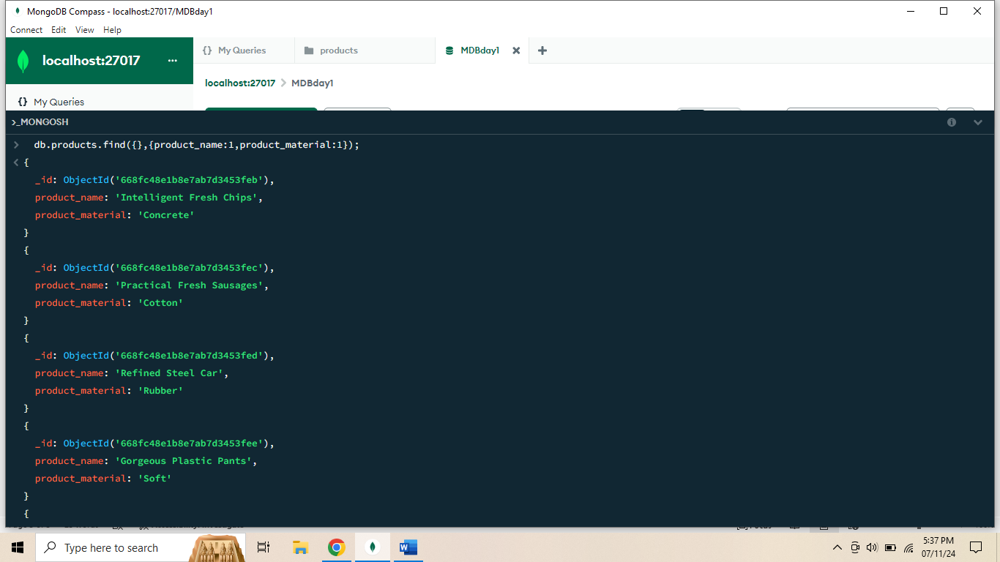 MongoDB Compass - localhost:27017/MDBday1
Connect Edit View Help
localhost:27017 ...
{} My Queries
products
MDBday1
localhost:27017 > MDBday1
{} My Queries
>_MONGOSH
> db.products.find({},{product_name:1,product_material:1});
< {
_id: ObjectId('668fc48e1b8e7ab7d3453feb'),
product_name: 'Intelligent Fresh Chips',
product_material: 'Concrete'
}
{
_id: ObjectId('668fc48e1b8e7ab7d3453fec'),
product_name: 'Practical Fresh Sausages',
product_material: 'Cotton'
}
{
_id: ObjectId('668fc48e1b8e7ab7d3453fed'),
product_name: 'Refined Steel Car',
product_material: 'Rubber'
}
{
_id: ObjectId('668fc48e1b8e7ab7d3453fee'),
product_name: 'Gorgeous Plastic Pants',
product_material: 'Soft'
}
{
Type here to search
5:37 PM
07/11/24